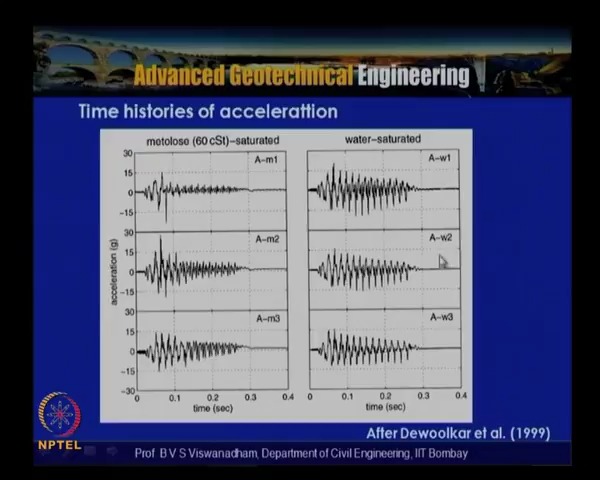 Advanced Geotechnical Engineering
Time histories of accelerattion
metolose (60 cSt)-saturated
water-saturated
30
15
0
-15
A-m1
A-w1
30
15
0
-15
A-m2
A-w2
acceleration (g)
30
15
0
-15
-30
A-m3
A-w3
0
0.1
0.2
0.3
0.4
0
0.1
0.2
0.3
0.4
time (sec)
time (sec)
After Dewoolkar et al. (1999)
NPTEL
Prof B V S Viswanadham, Department of Civil Engineering, IIT Bombay